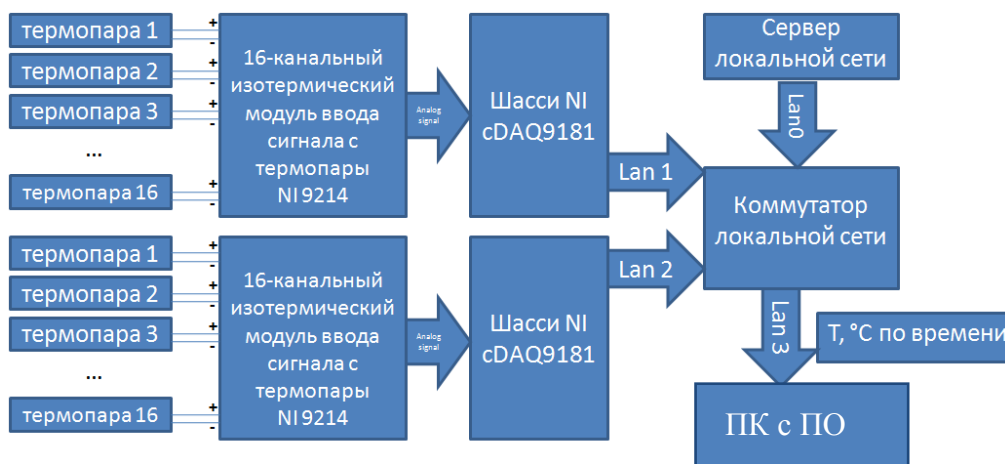 термопара 1
+
-
термопара 2
+
-
термопара 3
+
-
...
термопара 16
+
-
16-канальный
изотермический
модуль ввода
сигнала с
термопары
NI 9214
Analog
signal
Шасси NI
cDAQ9181
Lan 1
Сервер
локальной сети
Lan0
Коммутатор
локальной сети
термопара 1
+
-
термопара 2
+
-
термопара 3
+
-
...
термопара 16
+
-
16-канальный
изотермический
модуль ввода
сигнала с
термопары
NI 9214
Analog
signal
Шасси NI
cDAQ9181
Lan 2
Lan 3
T, °C по времени
ПК с ПО